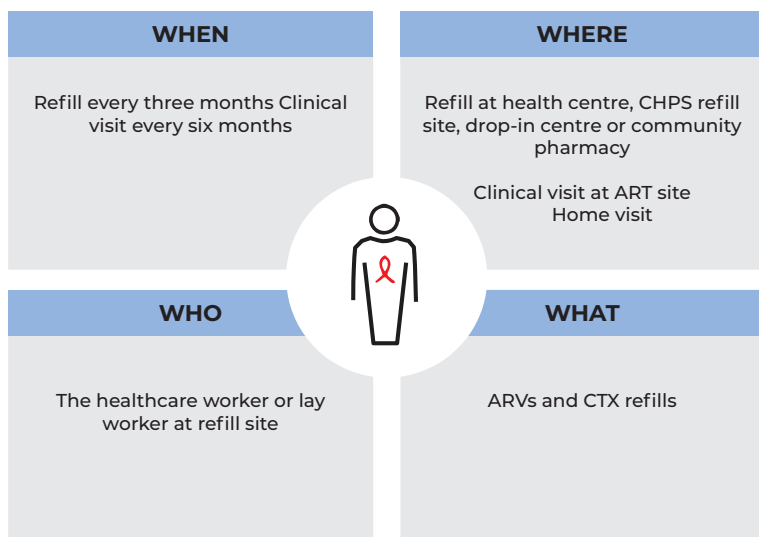 WHEN
Refill every three months Clinical
visit every six months
WHERE
Refill at health centre, CHPS refill
site, drop-in centre or community
pharmacy
Clinical visit at ART site
Home visit
WHO
The healthcare worker or lay
worker at refill site
WHAT
ARVs and CTX refills